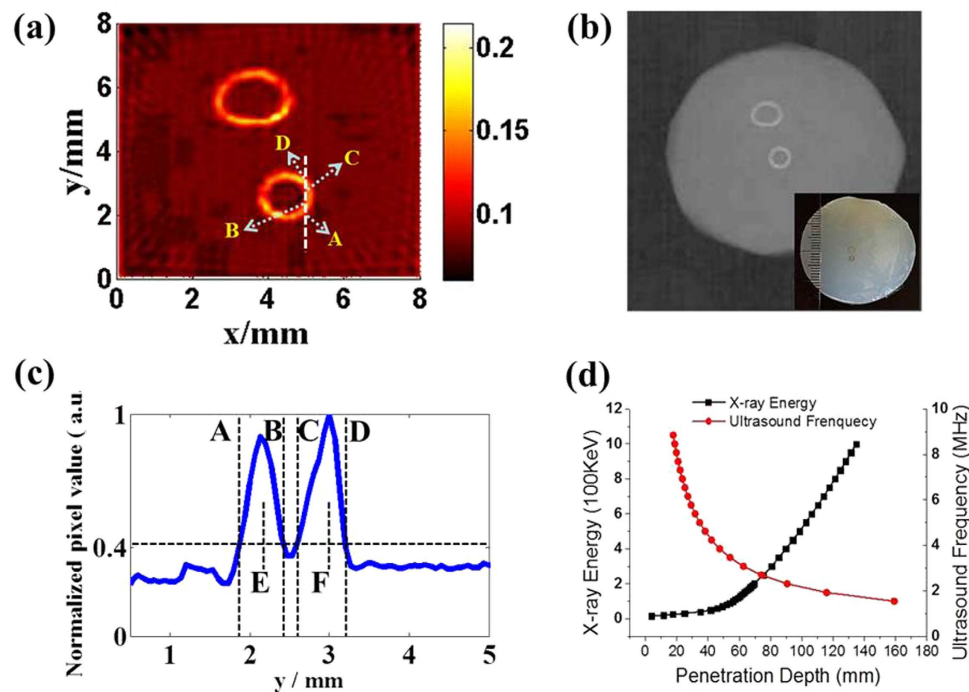 (a)
8
6
4
2
0
y/mm
0 2 4 6 8
x/mm
D
C
B
A
0.2
0.15
0.1
(b)
(c)
Normalized pixel value ( a.u.
1
0.4
0
A B C D
E F
1 2 3 4 5
y / mm
(d)
X-ray Energy
Ultrasound Frenquecy
X-ray Energy (100KeV)
12
10
8
6
4
2
0
Ultrasound Frequency (MHz)
10
8
6
4
2
0
0 20 40 60 80 100 120 140 160 180
Penetration Depth (mm)